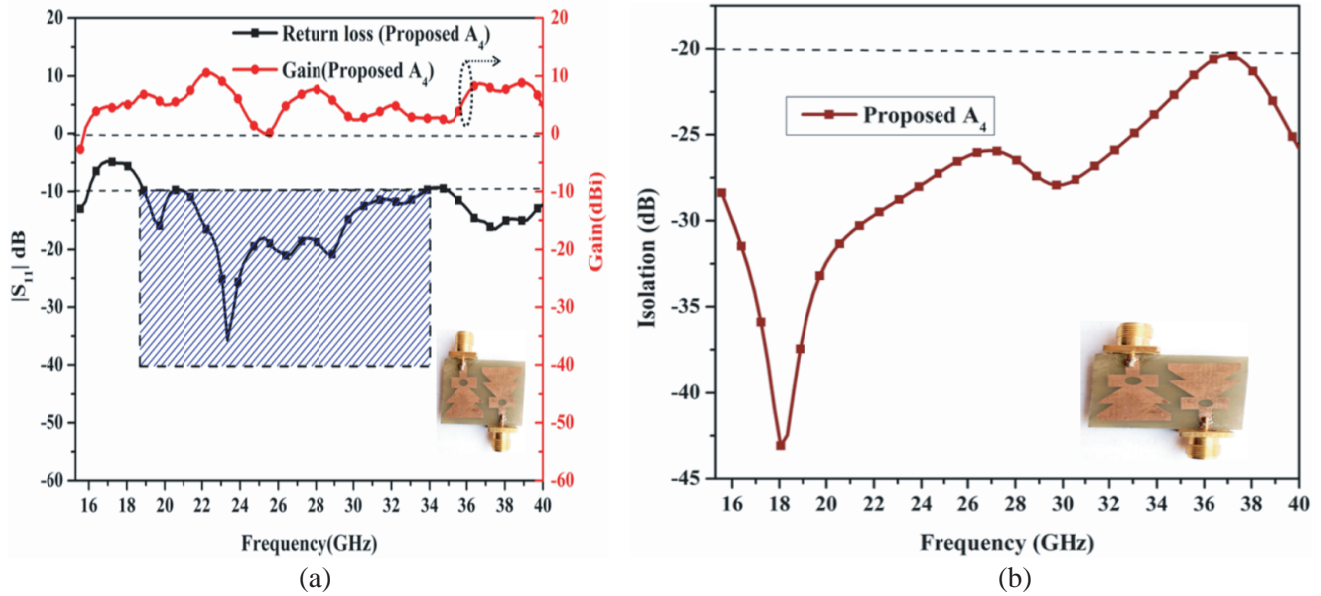 Return loss (Proposed A4)
Gain(Proposed A4)
20
10
0
-10
-20
-30
-40
-50
-60
|S11| dB
20
10
0
-10
-20
-30
-40
-50
-60
Gain(dBi)
16 18 20 22 24 26 28 30 32 34 36 38 40
Frequency(GHz)
(a)
Proposed A4
-20
-25
-30
-35
-40
-45
Isolation (dB)
16 18 20 22 24 26 28 30 32 34 36 38 40
Frequency (GHz)
(b)